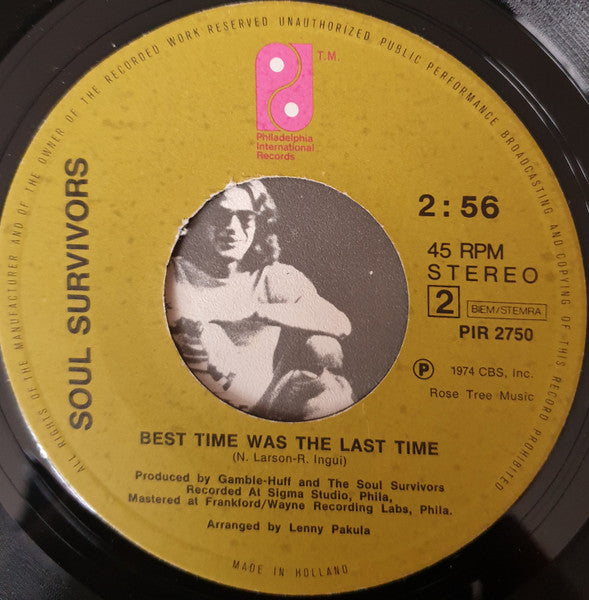 ALL RIGHTS OF THE MANUFACTURER AND OF THE OWNER OF THE RECORDED WORK RESERVED UNAUTHORIZED PUBLIC PERFORMANCE BROADCASTING AND COPYING OF THIS RECORD PROHIBITED
T.M.
Philadelphia
International
Records
SOUL SURVIVORS
2:56
45 RPM
STEREO
2 BIEM/STEMRA
PIR 2750
Ⓟ 1974 CBS, Inc.
Rose Tree Music
BEST TIME WAS THE LAST TIME
(N. Larson-R. Ingui)
Produced by Gamble-Huff and The Soul Survivors
Recorded At Sigma Studio, Phila,
Mastered at Frankford/Wayne Recording Labs, Phila.
Arranged by Lenny Pakula
MADE IN HOLLAND